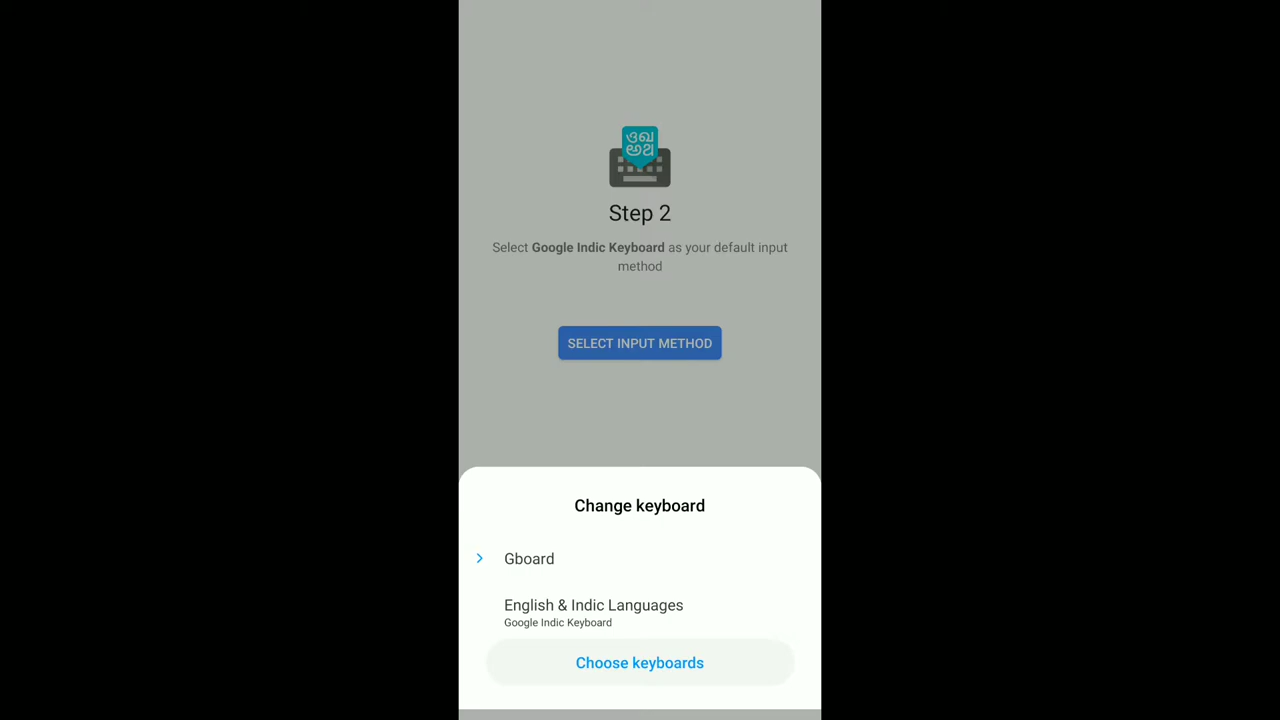 Step 2
Select Google Indic Keyboard as your default input
method
SELECT INPUT METHOD
Change keyboard
Gboard
English & Indic Languages
Google Indic Keyboard
Choose keyboards